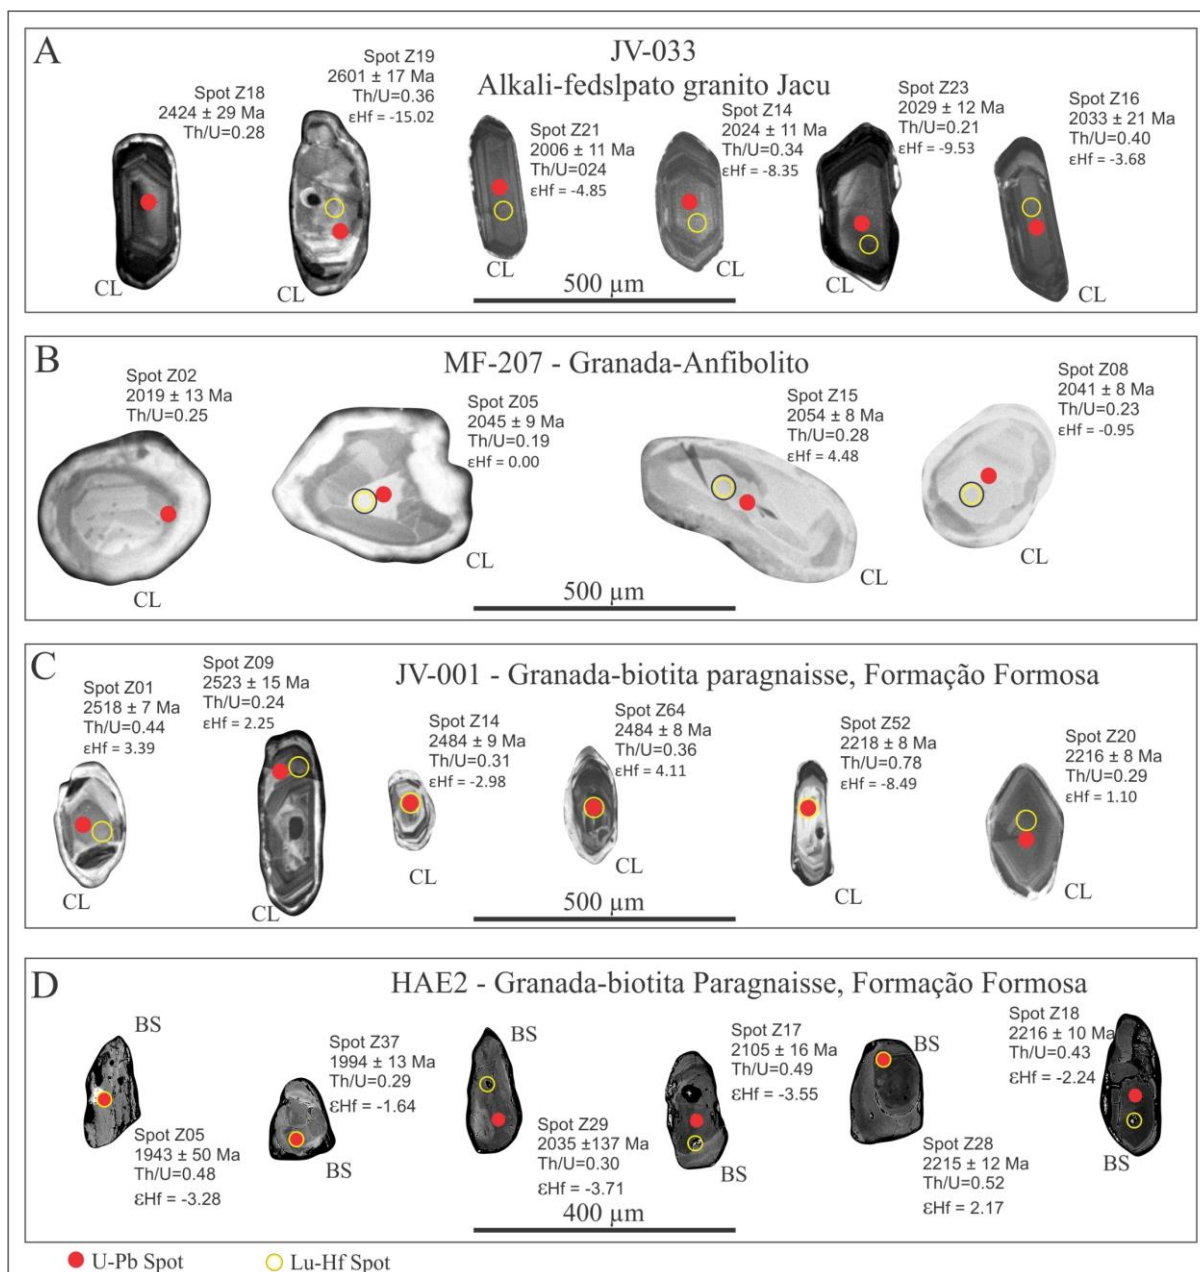 A
JV-033
Alkali-fedslpato granito Jacu
Spot Z18
2424 ± 29 Ma
Th/U=0.28
CL
Spot Z19
2601 ± 17 Ma
Th/U=0.36
εHf = -15.02
CL
Spot Z21
2006 ± 11 Ma
Th/U=024
εHf = -4.85
Spot Z14
2024 ± 11 Ma
Th/U=0.34
εHf = -8.35
CL
Spot Z23
2029 ± 12 Ma
Th/U=0.21
εHf = -9.53
CL
Spot Z16
2033 ± 21 Ma
Th/U=0.40
εHf = -3.68
CL
500 µm
B
MF-207 - Granada-Anfibolito
Spot Z02
2019 ± 13 Ma
Th/U=0.25
CL
Spot Z05
2045 ± 9 Ma
Th/U=0.19
εHf = 0.00
CL
Spot Z15
2054 ± 8 Ma
Th/U=0.28
εHf = 4.48
CL
Spot Z08
2041 ± 8 Ma
Th/U=0.23
εHf = -0.95
CL
500 µm
C
JV-001 - Granada-biotita paragnaisse, Formação Formosa
Spot Z01
2518 ± 7 Ma
Th/U=0.44
εHf = 3.39
CL
Spot Z09
2523 ± 15 Ma
Th/U=0.24
εHf = 2.25
CL
Spot Z14
2484 ± 9 Ma
Th/U=0.31
εHf = -2.98
CL
Spot Z64
2484 ± 8 Ma
Th/U=0.36
εHf = 4.11
CL
Spot Z52
2218 ± 8 Ma
Th/U=0.78
εHf = -8.49
CL
Spot Z20
2216 ± 8 Ma
Th/U=0.29
εHf = 1.10
CL
500 µm
D
HAE2 - Granada-biotita Paragnaisse, Formação Formosa
BS
Spot Z05
1943 ± 50 Ma
Th/U=0.48
εHf = -3.28
Spot Z37
1994 ± 13 Ma
Th/U=0.29
εHf = -1.64
BS
BS
Spot Z29
2035 ±137 Ma
Th/U=0.30
εHf = -3.71
Spot Z17
2105 ± 16 Ma
Th/U=0.49
εHf = -3.55
BS
BS
Spot Z28
2215 ± 12 Ma
Th/U=0.52
εHf = 2.17
Spot Z18
2216 ± 10 Ma
Th/U=0.43
εHf = -2.24
BS
400 µm
U-Pb Spot
Lu-Hf Spot